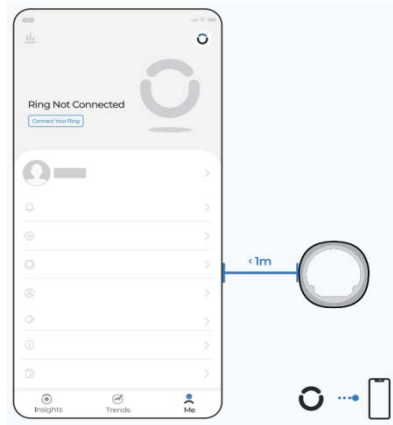 Ring Not Connected
Connect Your Ring
‹ 1m
Insights
Trends
Me